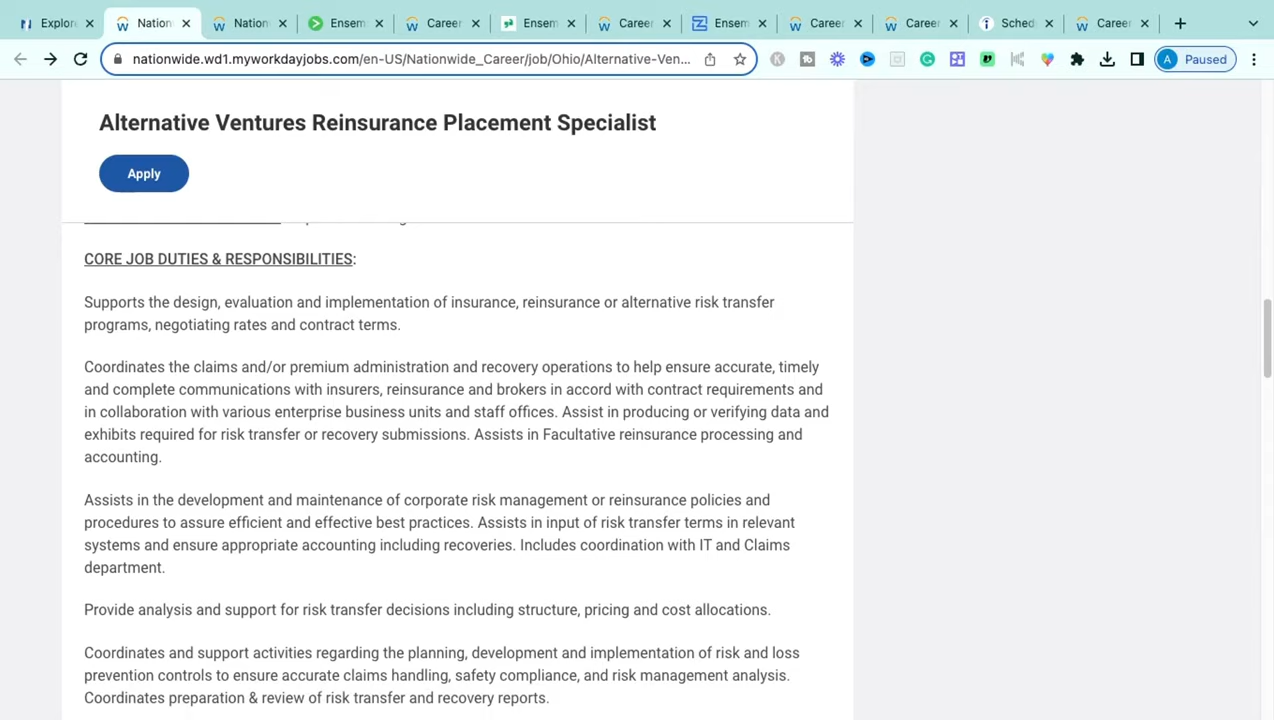 Explor
Nation
Nation
Ensem
Career
Ensem
Career
Ensem
Career
Career
Sched
Career
nationwide.wd1.myworkdayjobs.com/en-US/Nationwide_Career/job/Ohio/Alternative-Ven...
A Paused
Alternative Ventures Reinsurance Placement Specialist
Apply
CORE JOB DUTIES & RESPONSIBILITIES:
Supports the design, evaluation and implementation of insurance, reinsurance or alternative risk transfer
programs, negotiating rates and contract terms.
Coordinates the claims and/or premium administration and recovery operations to help ensure accurate, timely
and complete communications with insurers, reinsurance and brokers in accord with contract requirements and
in collaboration with various enterprise business units and staff offices. Assist in producing or verifying data and
exhibits required for risk transfer or recovery submissions. Assists in Facultative reinsurance processing and
accounting.
Assists in the development and maintenance of corporate risk management or reinsurance policies and
procedures to assure efficient and effective best practices. Assists in input of risk transfer terms in relevant
systems and ensure appropriate accounting including recoveries. Includes coordination with IT and Claims
department.
Provide analysis and support for risk transfer decisions including structure, pricing and cost allocations.
Coordinates and support activities regarding the planning, development and implementation of risk and loss
prevention controls to ensure accurate claims handling, safety compliance, and risk management analysis.
Coordinates preparation & review of risk transfer and recovery reports.